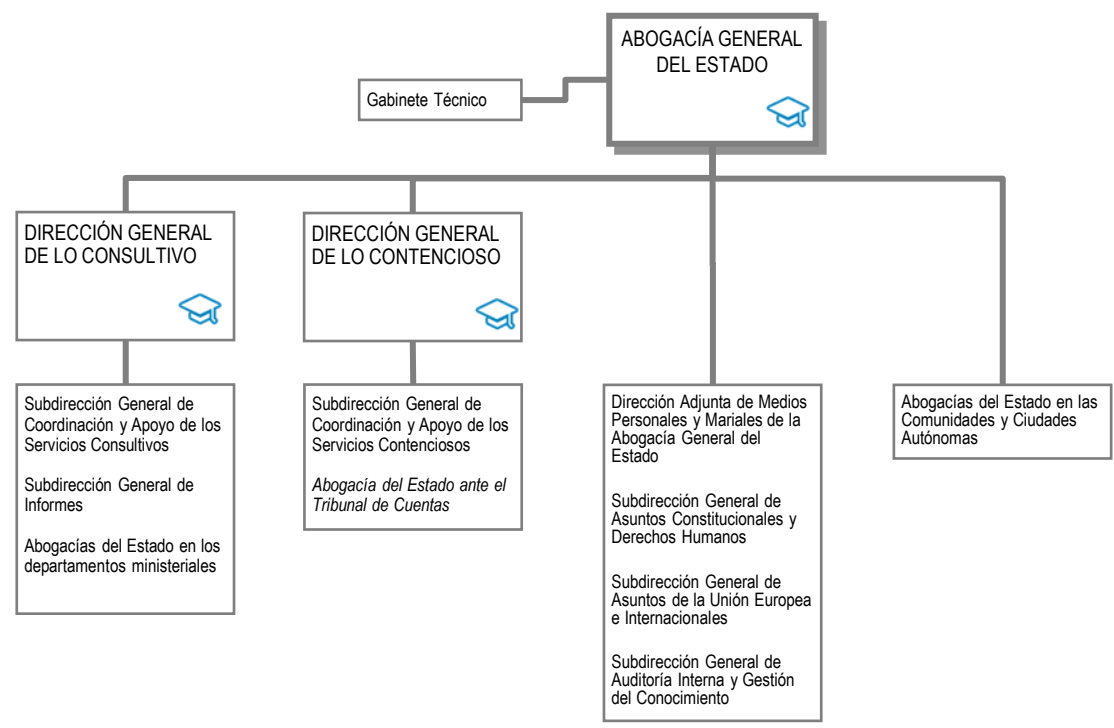 ABOGACÍA GENERAL
DEL ESTADO
Gabinete Técnico
DIRECCIÓN GENERAL
DE LO CONSULTIVO
DIRECCIÓN GENERAL
DE LO CONTENCIOSO
Subdirección General de
Coordinación y Apoyo de los
Servicios Consultivos
Subdirección General de
Informes
Abogacías del Estado en los
departamentos ministeriales
Subdirección General de
Coordinación y Apoyo de los
Servicios Contenciosos
Abogacía del Estado ante el
Tribunal de Cuentas
Dirección Adjunta de Medios
Personales y Mariales de la
Abogacía General del
Estado
Subdirección General de
Asuntos Constitucionales y
Derechos Humanos
Subdirección General de
Asuntos de la Unión Europea
e Internacionales
Subdirección General de
Auditoría Interna y Gestión
del Conocimiento
Abogacías del Estado en las
Comunidades y Ciudades
Autónomas